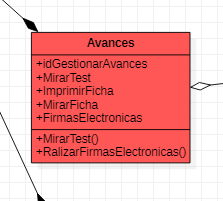 Avances
+idGestionarAvances
+MirarTest
+ImprimirFicha
+MirarFicha
+FirmasElectronicas
+MirarTest()
+RalizarFirmasElectronicas()